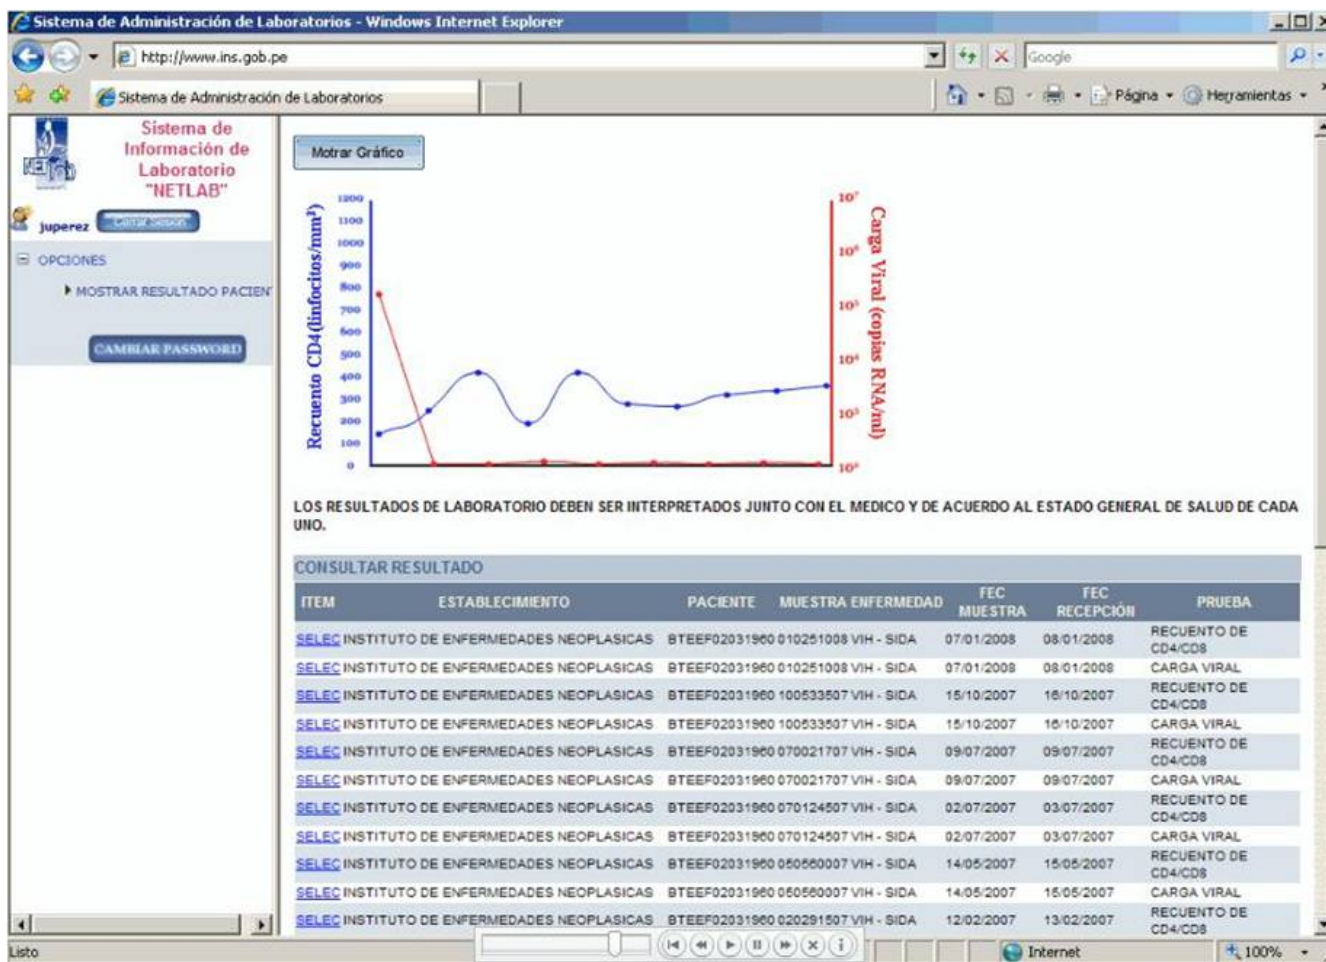 Sistema de Administración de Laboratorios - Windows Internet Explorer
http://www.ins.gob.pe
Google
Sistema de Administración de Laboratorios
Página
Herramientas
Sistema de
Información de
Laboratorio
"NETLAB"
NETLab
juperez
Cerrar Sesion
OPCIONES
MOSTRAR RESULTADO PACIEN
CAMBIAR PASSWORD
Motrar Gráfico
Recuento CD4(linfocitos/mm³)
1200
1100
1000
900
800
700
600
500
400
300
200
100
0
10⁷
10⁶
10⁵
10⁴
10³
Carga Viral (copias RNA/ml)
LOS RESULTADOS DE LABORATORIO DEBEN SER INTERPRETADOS JUNTO CON EL MEDICO Y DE ACUERDO AL ESTADO GENERAL DE SALUD DE CADA
UNO.
CONSULTAR RESULTADO
ITEM ESTABLECIMIENTO PACIENTE MUESTRA ENFERMEDAD FEC MUESTRA FEC RECEPCIÓN PRUEBA
SELEC INSTITUTO DE ENFERMEDADES NEOPLASICAS BTEEF02031960 010251008 VIH - SIDA 07/01/2008 08/01/2008 RECUENTO DE CD4/CD8
SELEC INSTITUTO DE ENFERMEDADES NEOPLASICAS BTEEF02031960 010251008 VIH - SIDA 07/01/2008 08/01/2008 CARGA VIRAL
SELEC INSTITUTO DE ENFERMEDADES NEOPLASICAS BTEEF02031960 100533507 VIH - SIDA 15/10/2007 16/10/2007 RECUENTO DE CD4/CD8
SELEC INSTITUTO DE ENFERMEDADES NEOPLASICAS BTEEF02031960 100533507 VIH - SIDA 15/10/2007 16/10/2007 CARGA VIRAL
SELEC INSTITUTO DE ENFERMEDADES NEOPLASICAS BTEEF02031960 070021707 VIH - SIDA 09/07/2007 09/07/2007 RECUENTO DE CD4/CD8
SELEC INSTITUTO DE ENFERMEDADES NEOPLASICAS BTEEF02031960 070021707 VIH - SIDA 09/07/2007 09/07/2007 CARGA VIRAL
SELEC INSTITUTO DE ENFERMEDADES NEOPLASICAS BTEEF02031960 070124507 VIH - SIDA 02/07/2007 03/07/2007 RECUENTO DE CD4/CD8
SELEC INSTITUTO DE ENFERMEDADES NEOPLASICAS BTEEF02031960 070124507 VIH - SIDA 02/07/2007 03/07/2007 CARGA VIRAL
SELEC INSTITUTO DE ENFERMEDADES NEOPLASICAS BTEEF02031960 050560007 VIH - SIDA 14/05/2007 15/05/2007 RECUENTO DE CD4/CD8
SELEC INSTITUTO DE ENFERMEDADES NEOPLASICAS BTEEF02031960 050560007 VIH - SIDA 14/05/2007 15/05/2007 CARGA VIRAL
SELEC INSTITUTO DE ENFERMEDADES NEOPLASICAS BTEEF02031960 020291507 VIH - SIDA 12/02/2007 13/02/2007 RECUENTO DE CD4/CD8
Listo
Internet
100%